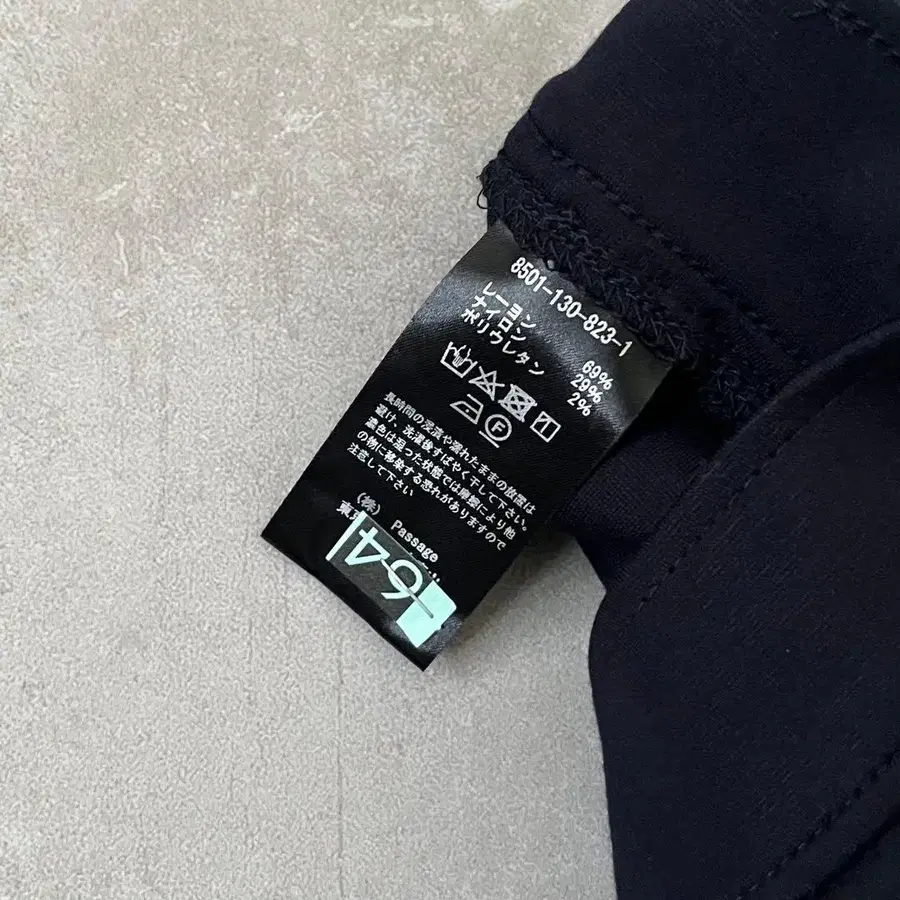 8501-130-823-1
レーヨン 69%
ナイロン 29%
ポリウレタン 2%
長時間の浸漬や濡れたままの放置は
避け、洗濯後すばやく干して下さい。
濃色は湿った状態では摩擦により他
の物に移染する恐れがありますので
注意して下さい
(株) Passage
東京
64